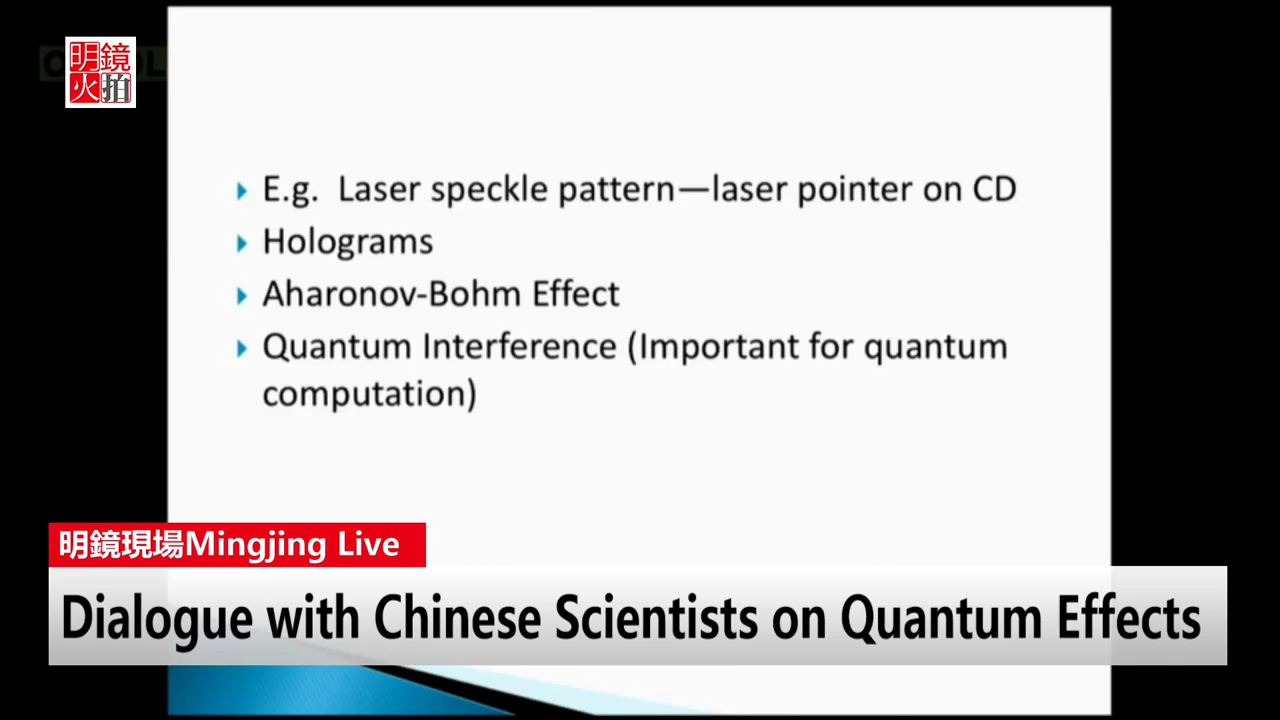 明鏡
火拍
E.g. Laser speckle pattern—laser pointer on CD
Holograms
Aharonov-Bohm Effect
Quantum Interference (Important for quantum
computation)
明鏡現場Mingjing Live
Dialogue with Chinese Scientists on Quantum Effects